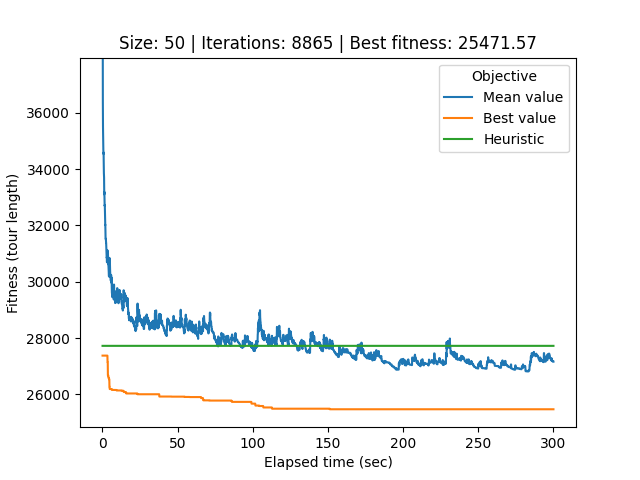 Size: 50 | Iterations: 8865 | Best fitness: 25471.57
Objective
Mean value
Best value
Heuristic
Fitness (tour length)
36000
34000
32000
30000
28000
26000
0 50 100 150 200 250 300
Elapsed time (sec)